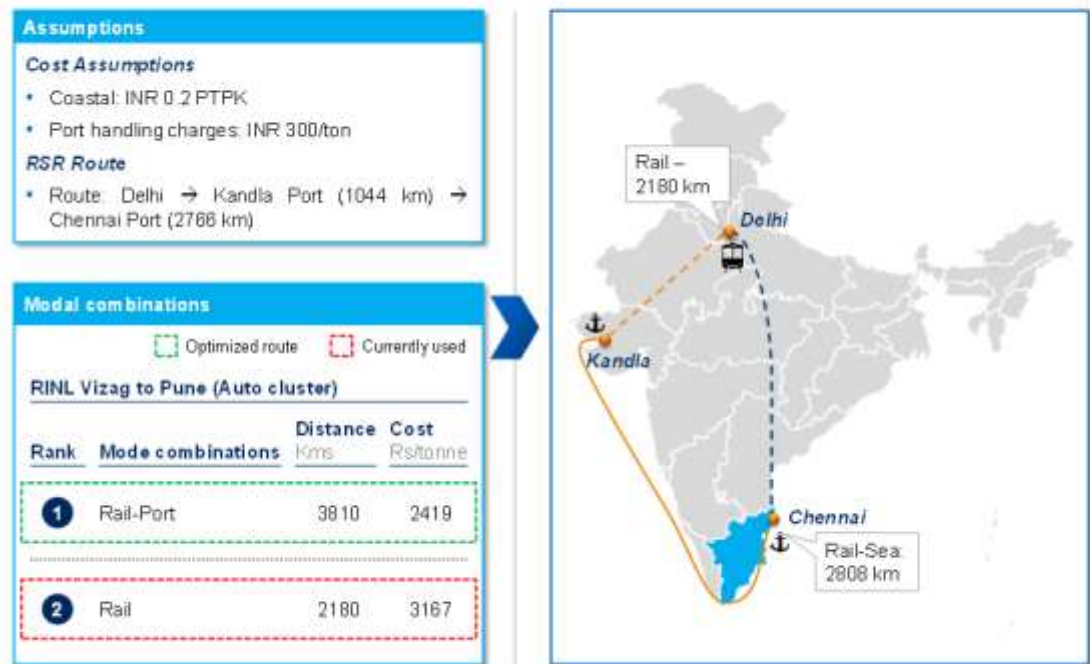 Assumptions
Cost Assumptions
• Coastal: INR 0.2 PTPK
• Port handling charges: INR 300/ton
RSR Route
• Route: Delhi → Kandla Port (1044 km) →
Chennai Port (2766 km)
Modal combinations
Optimized route
Currently used
RINL Vizag to Pune (Auto cluster)
Rank Mode combinations Distance Kms Cost Rs/tonne
1 Rail-Port 3810 2419
2 Rail 2180 3167
Rail –
2180 km
Delhi
Kandla
Chennai
Rail-Sea:
2808 km